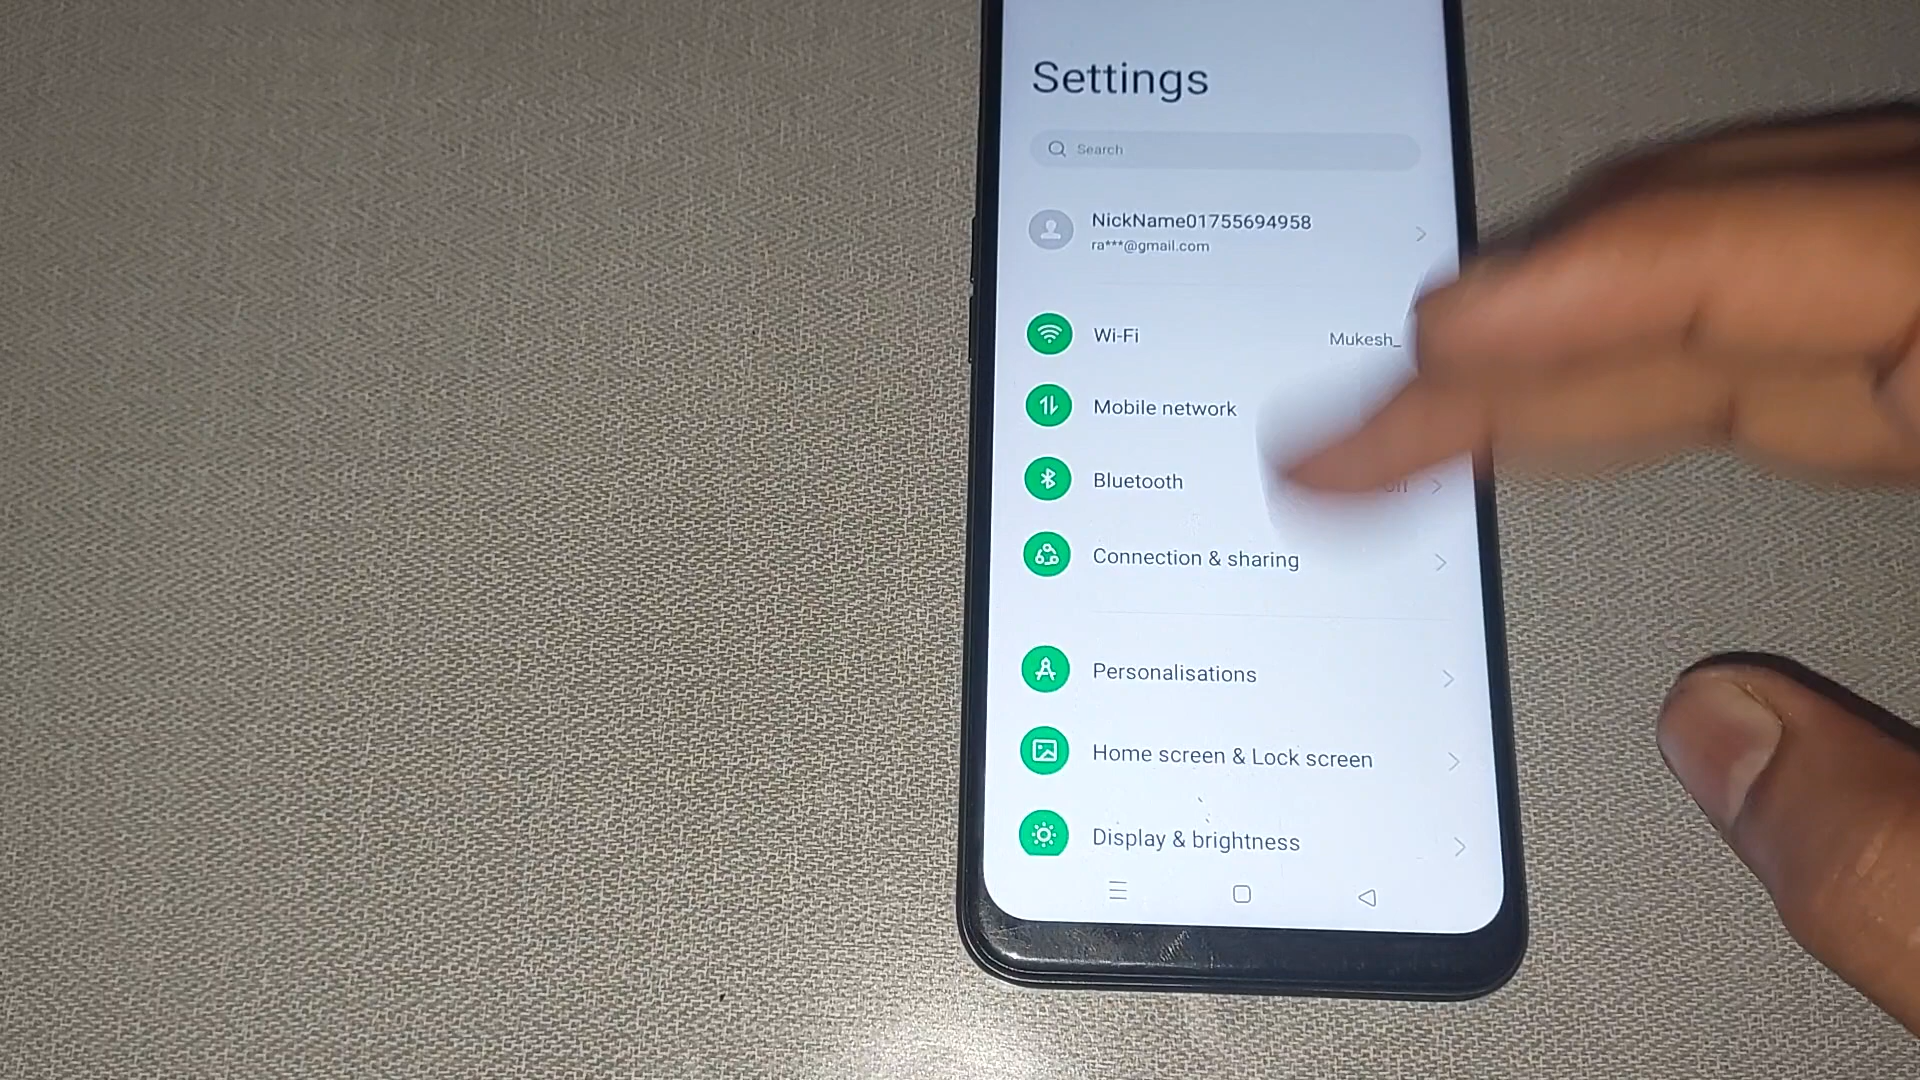 Settings
Search
NickName01755694958
ra***@gmail.com
Wi-Fi
Mukesh_
Mobile network
Bluetooth
Connection & sharing
Personalisations
Home screen & Lock screen
Display & brightness